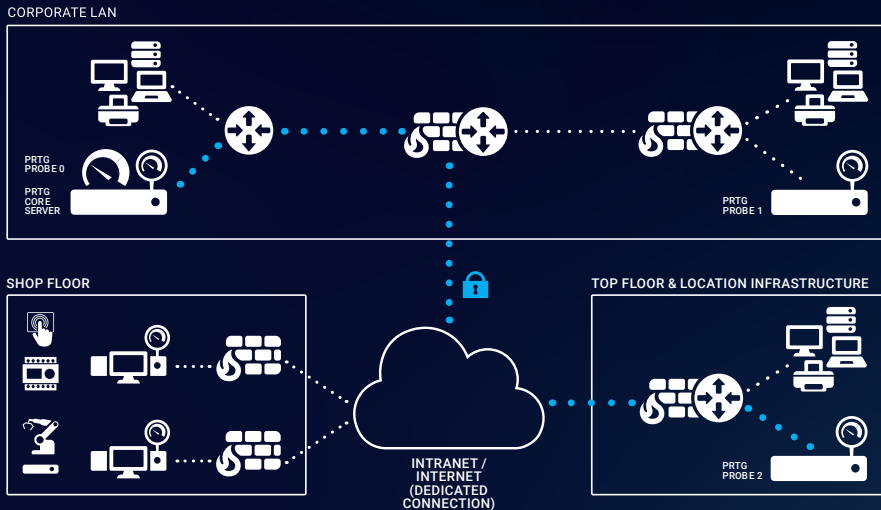 CORPORATE LAN
PRTG
PROBE 0
PRTG
CORE
SERVER
PRTG
PROBE 1
SHOP FLOOR
TOP FLOOR & LOCATION INFRASTRUCTURE
INTRANET /
INTERNET
(DEDICATED
CONNECTION)
PRTG
PROBE 2